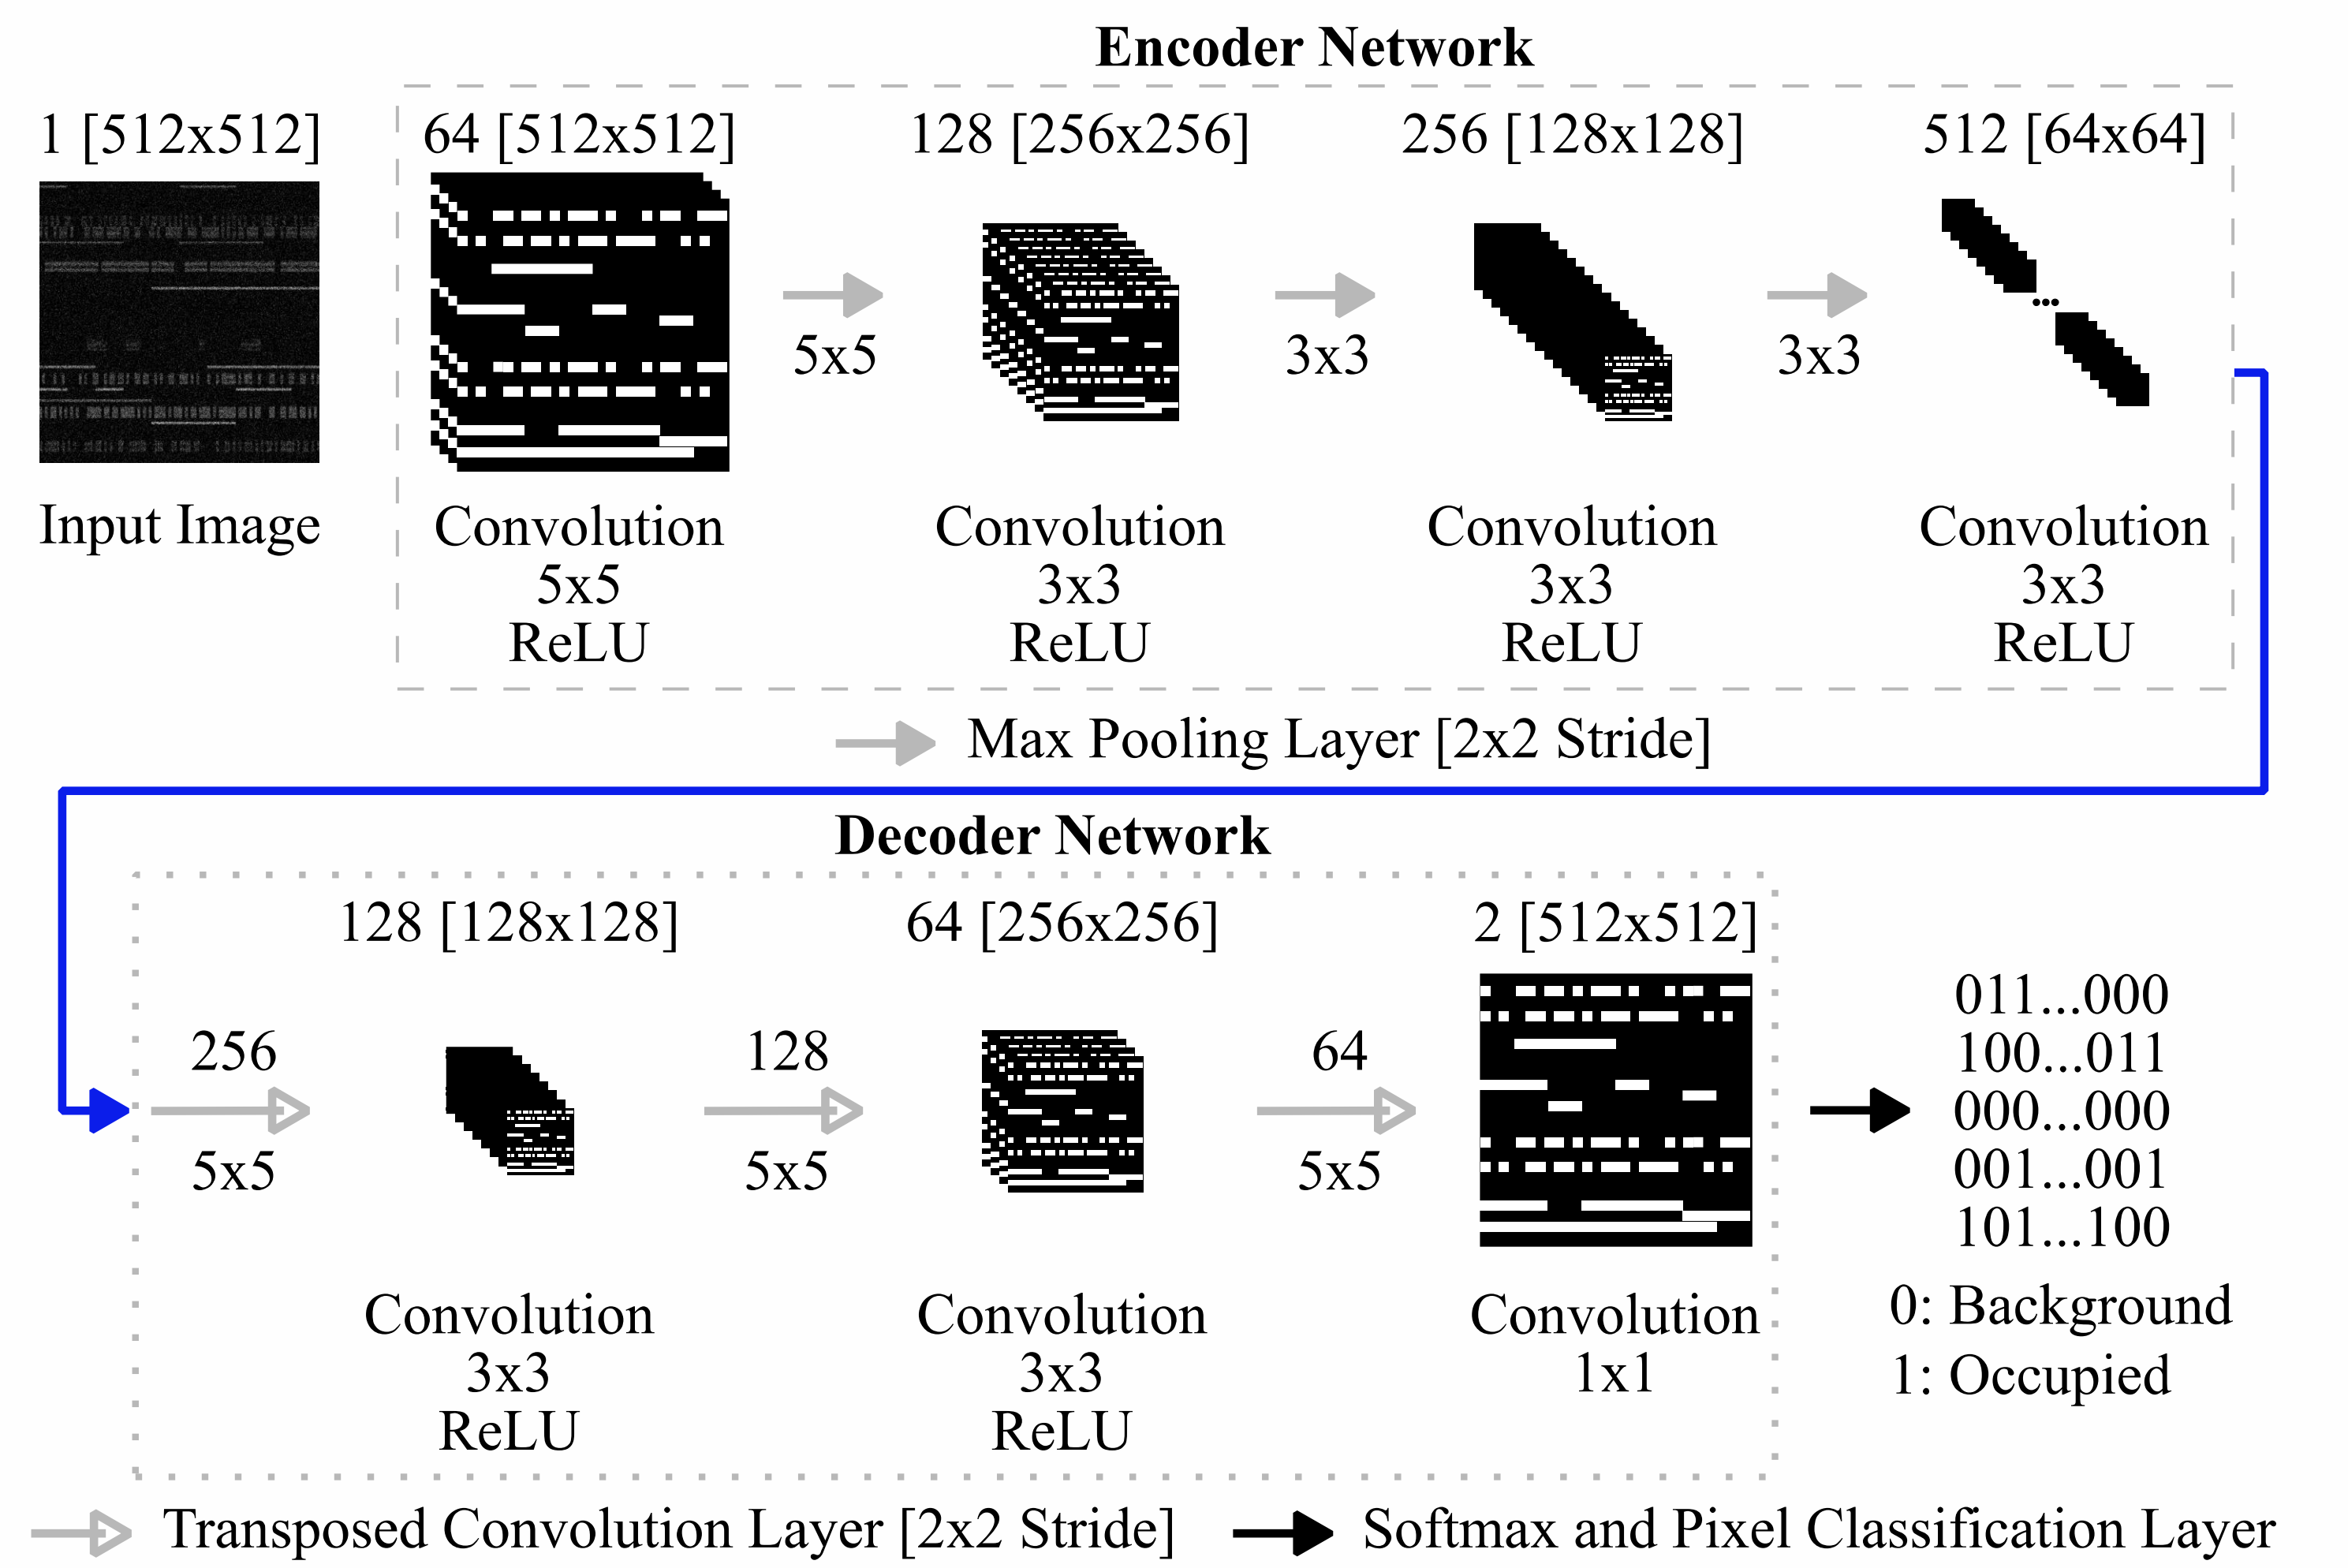 Encoder Network
1 [512x512]
64 [512x512]
128 [256x256]
256 [128x128]
512 [64x64]
...
5x5
3x3
3x3
Input Image
Convolution
5x5
ReLU
Convolution
3x3
ReLU
Convolution
3x3
ReLU
Convolution
3x3
ReLU
Max Pooling Layer [2x2 Stride]
Decoder Network
128 [128x128]
64 [256x256]
2 [512x512]
256
5x5
128
5x5
64
5x5
011...000
100...011
000...000
001...001
101...100
Convolution
3x3
ReLU
Convolution
3x3
ReLU
Convolution
1x1
0: Background
1: Occupied
Transposed Convolution Layer [2x2 Stride]
Softmax and Pixel Classification Layer